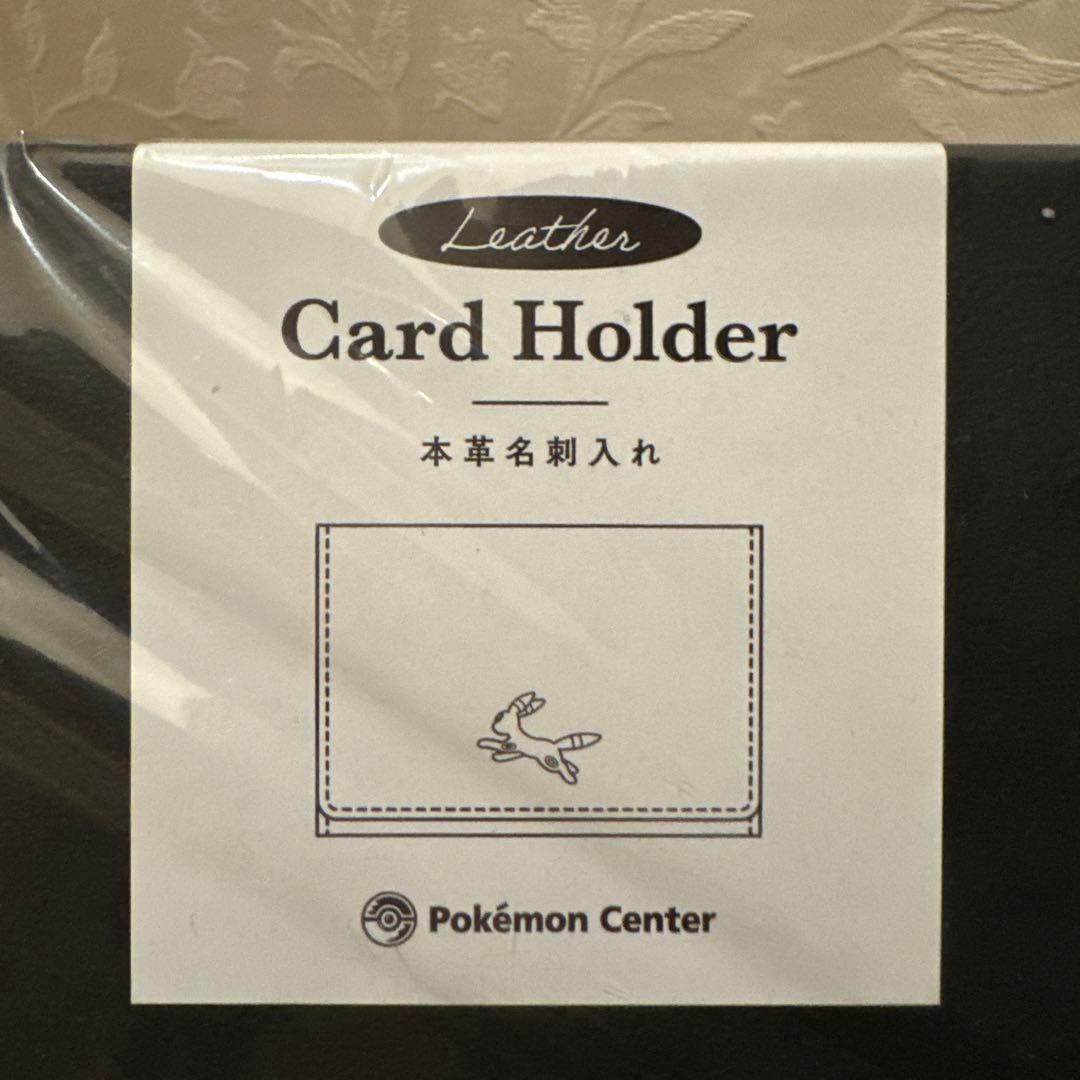 Leather
Card Holder
本革名刺入れ
Pokémon Center